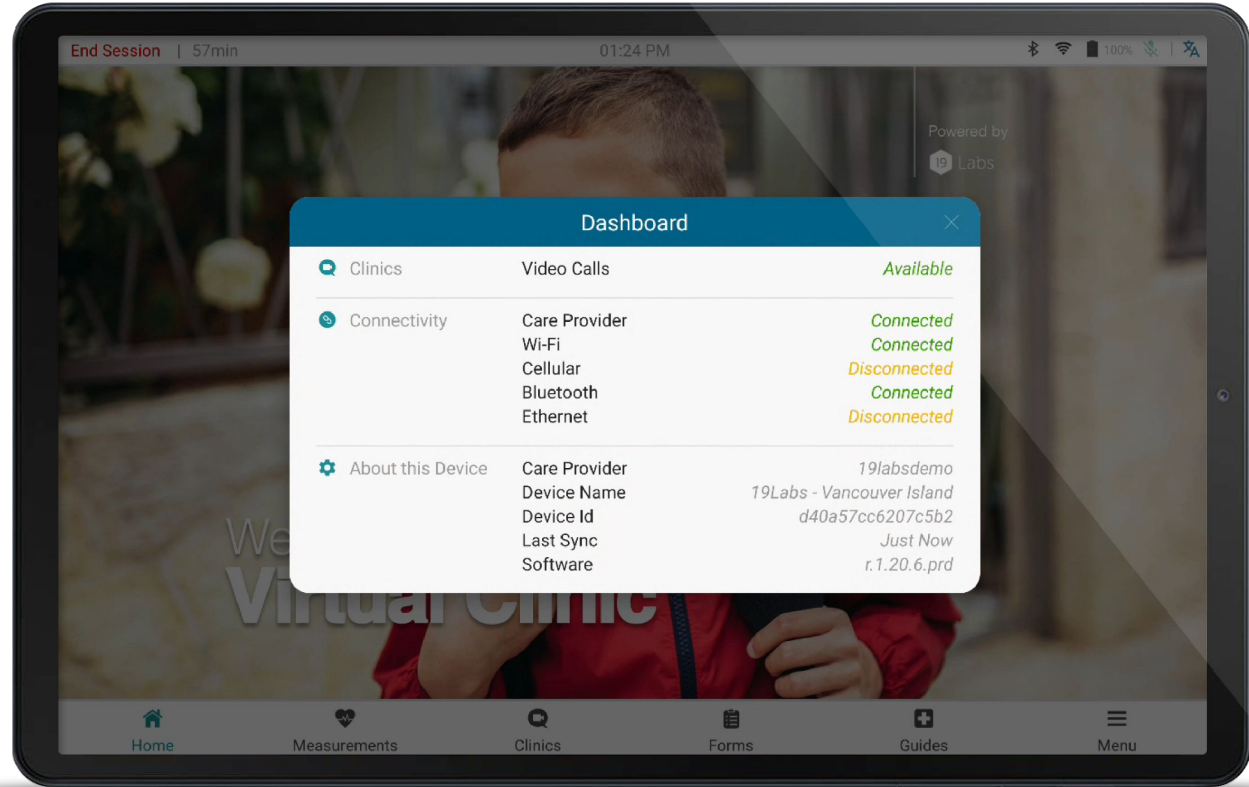 End Session | 57min
01:24 PM
100%
Powered by
19 Labs
Dashboard
Clinics Video Calls Available
Connectivity Care Provider Connected
Wi-Fi Connected
Cellular Disconnected
Bluetooth Connected
Ethernet Disconnected
About this Device Care Provider 19labsdemo
Device Name 19Labs - Vancouver Island
Device Id d40a57cc6207c5b2
Last Sync Just Now
Software r.1.20.6.prd
We
Virtual Clinic
Home Measurements Clinics Forms Guides Menu